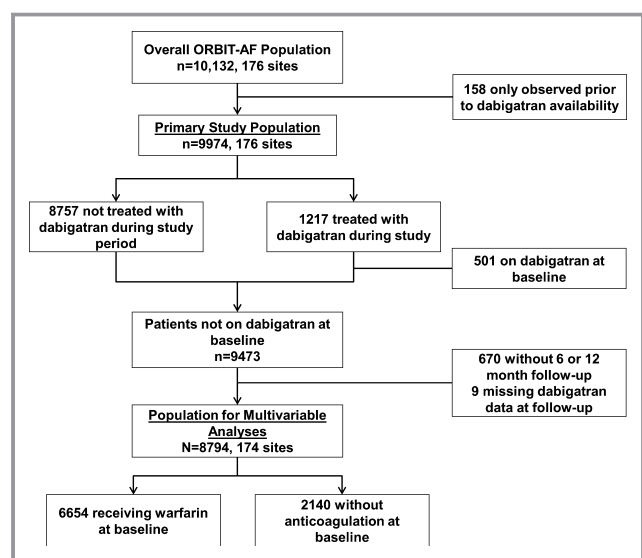 Overall ORBIT-AF Population
n=10,132, 176 sites
158 only observed prior
to dabigatran availability
Primary Study Population
n=9974, 176 sites
8757 not treated with
dabigatran during study
period
1217 treated with
dabigatran during study
501 on dabigatran at
baseline
Patients not on dabigatran at
baseline
n=9473
670 without 6 or 12
month follow-up
9 missing dabigatran
data at follow-up
Population for Multivariable
Analyses
N=8794, 174 sites
6654 receiving warfarin
at baseline
2140 without
anticoagulation at
baseline